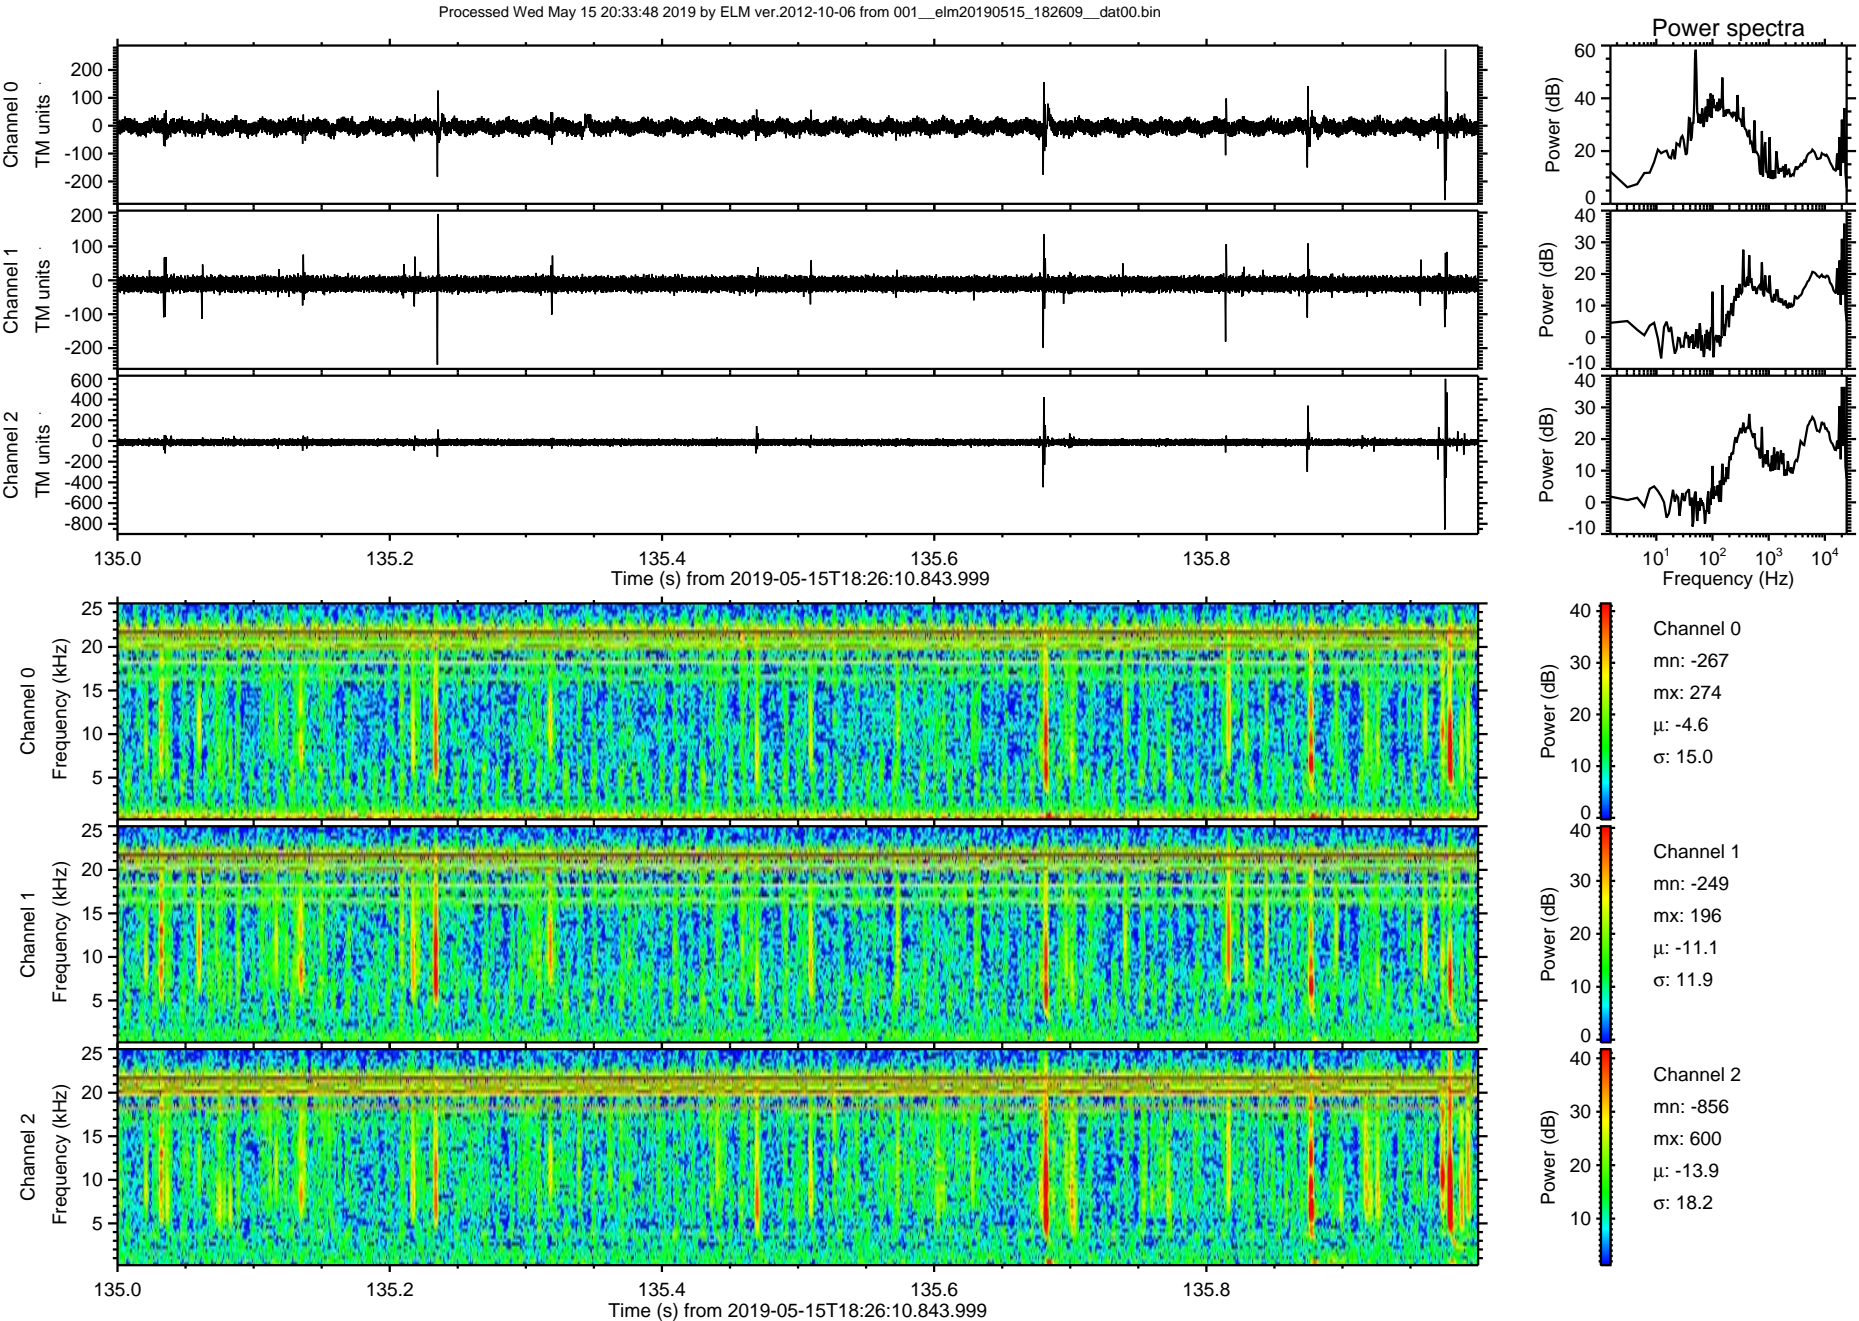 Processed Wed May 15 20:33:48 2019 by ELM ver.2012-10-06 from 001__elm20190515_182609__dat00.bin
Power spectra
Channel 0
TM units
200
100
0
-100
-200
Power (dB)
60
40
20
0
Channel 1
TM units
200
100
0
-100
-200
Power (dB)
40
30
20
10
0
-10
Channel 2
TM units
600
400
200
0
-200
-400
-600
-800
Power (dB)
40
30
20
10
0
-10
135.0 135.2 135.4 135.6 135.8
Time (s) from 2019-05-15T18:26:10.843.999
10¹ 10² 10³ 10⁴
Frequency (Hz)
Channel 0
Frequency (kHz)
25
20
15
10
5
Power (dB)
40
30
20
10
0
Channel 0
mn: -267
mx: 274
μ: -4.6
σ: 15.0
Channel 1
Frequency (kHz)
25
20
15
10
5
Power (dB)
40
30
20
10
0
Channel 1
mn: -249
mx: 196
μ: -11.1
σ: 11.9
Channel 2
Frequency (kHz)
25
20
15
10
5
Power (dB)
40
30
20
10
Channel 2
mn: -856
mx: 600
μ: -13.9
σ: 18.2
135.0 135.2 135.4 135.6 135.8
Time (s) from 2019-05-15T18:26:10.843.999